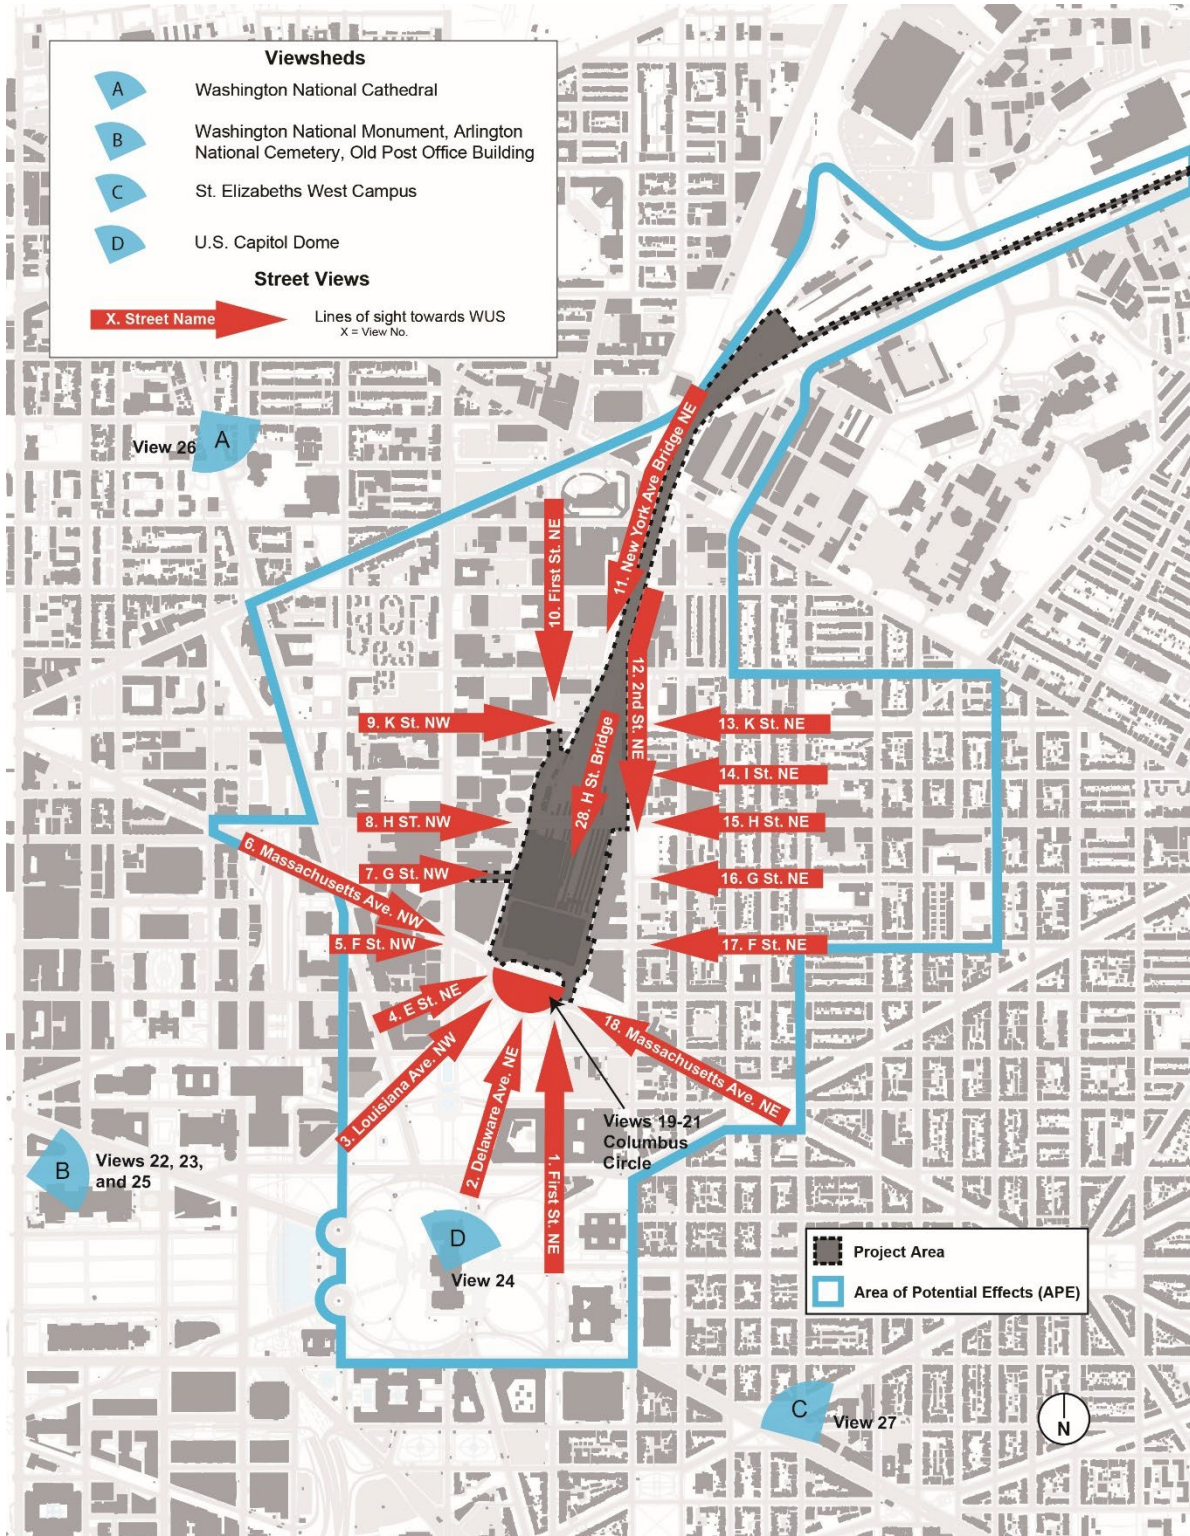 Viewsheds
A
Washington National Cathedral
B
Washington National Monument, Arlington
National Cemetery, Old Post Office Building
C
St. Elizabeths West Campus
D
U.S. Capitol Dome
Street Views
X. Street Name
Lines of sight towards WUS
X = View No.
View 26
A
11. New York Ave Bridge NE
10. First St. NE
12. 2nd St. NE
9. K St. NW
13. K St. NE
28. H St. Bridge
14. I St. NE
8. H ST. NW
15. H St. NE
6. Massachusetts Ave. NW
7. G St. NW
16. G St. NE
5. F St. NW
17. F St. NE
4. E St. NE
18. Massachusetts Ave. NE
3. Louisiana Ave. NW
2. Delaware Ave. NE
1. First St. NE
Views 19-21
Columbus
Circle
B
Views 22, 23,
and 25
D
View 24
Project Area
Area of Potential Effects (APE)
C
View 27
N